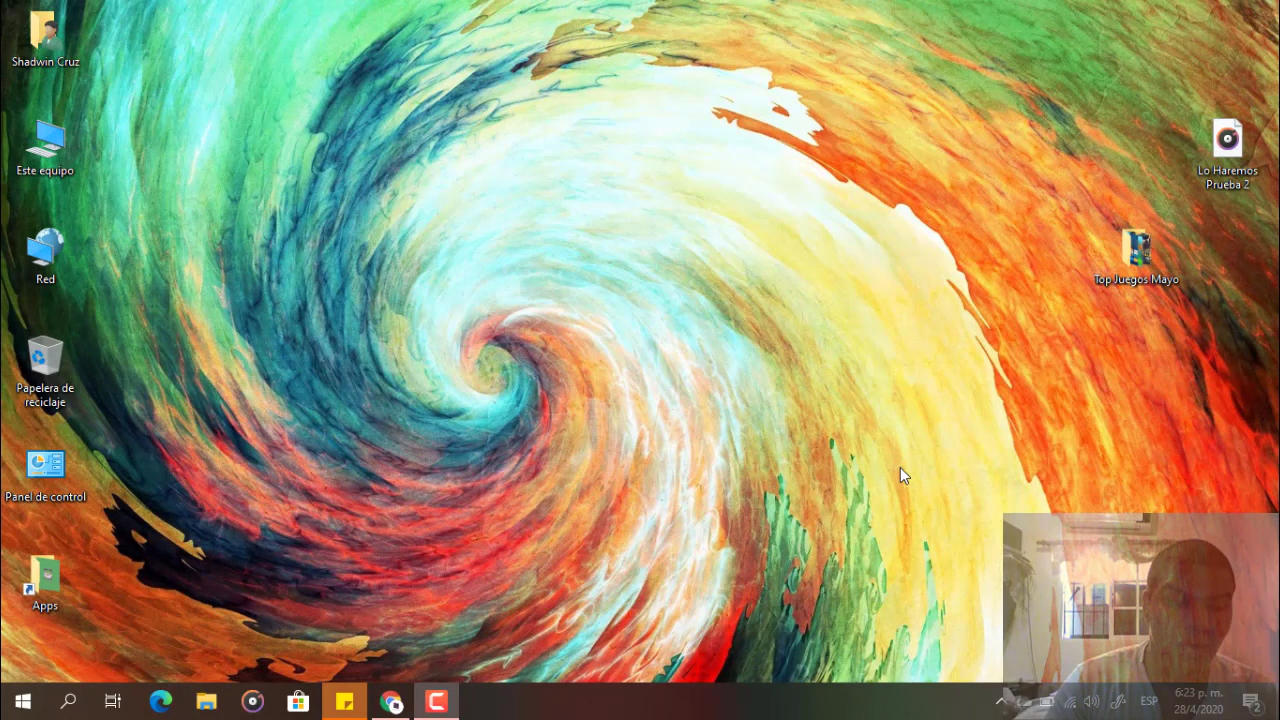 Shadwin Cruz
Este equipo
Red
Papelera de
reciclaje
Panel de control
Apps
Lo Haremos
Prueba 2
Top Juegos Mayo
ESP
6:23 p. m.
28/4/2020
2